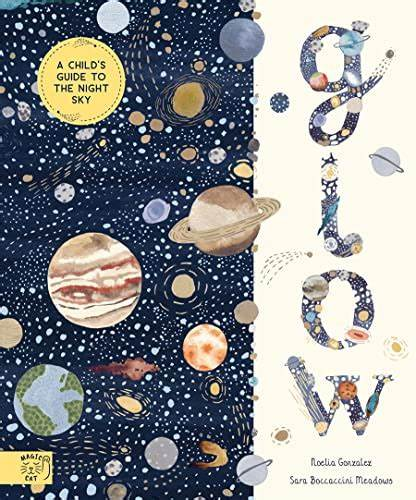 A CHILD'S
GUIDE TO
THE NIGHT
SKY
glow
Noelia Gonzalez
Sara Boccaccini Meadows
MAGIC
CAT